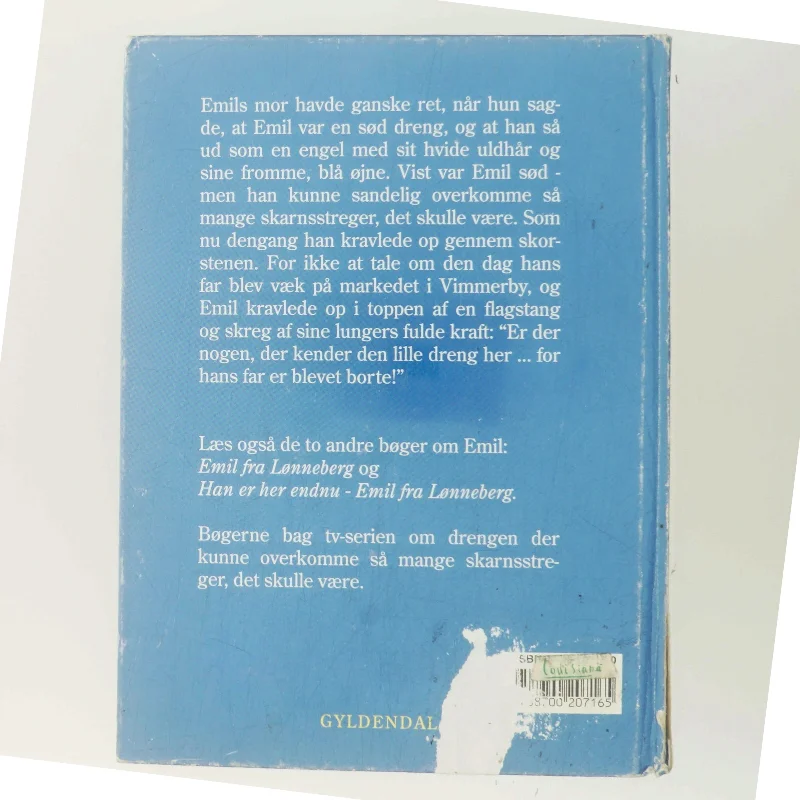 Emils mor havde ganske ret, når hun sag-
de, at Emil var en sød dreng, og at han så
ud som en engel med sit hvide uldhår og
sine fromme, blå øjne. Vist var Emil sød -
men han kunne sandelig overkomme så
mange skarnsstreger, det skulle være. Som
nu dengang han kravlede op gennem skor-
stenen. For ikke at tale om den dag hans
far blev væk på markedet i Vimmerby, og
Emil kravlede op i toppen af en flagstang
og skreg af sine lungers fulde kraft: “Er der
nogen, der kender den lille dreng her ... for
hans far er blevet borte!”
Læs også de to andre bøger om Emil:
Emil fra Lønneberg og
Han er her endnu - Emil fra Lønneberg.
Bøgerne bag tv-serien om drengen der
kunne overkomme så mange skarnsstre-
ger, det skulle være.
Louisiana
207165
GYLDENDAL